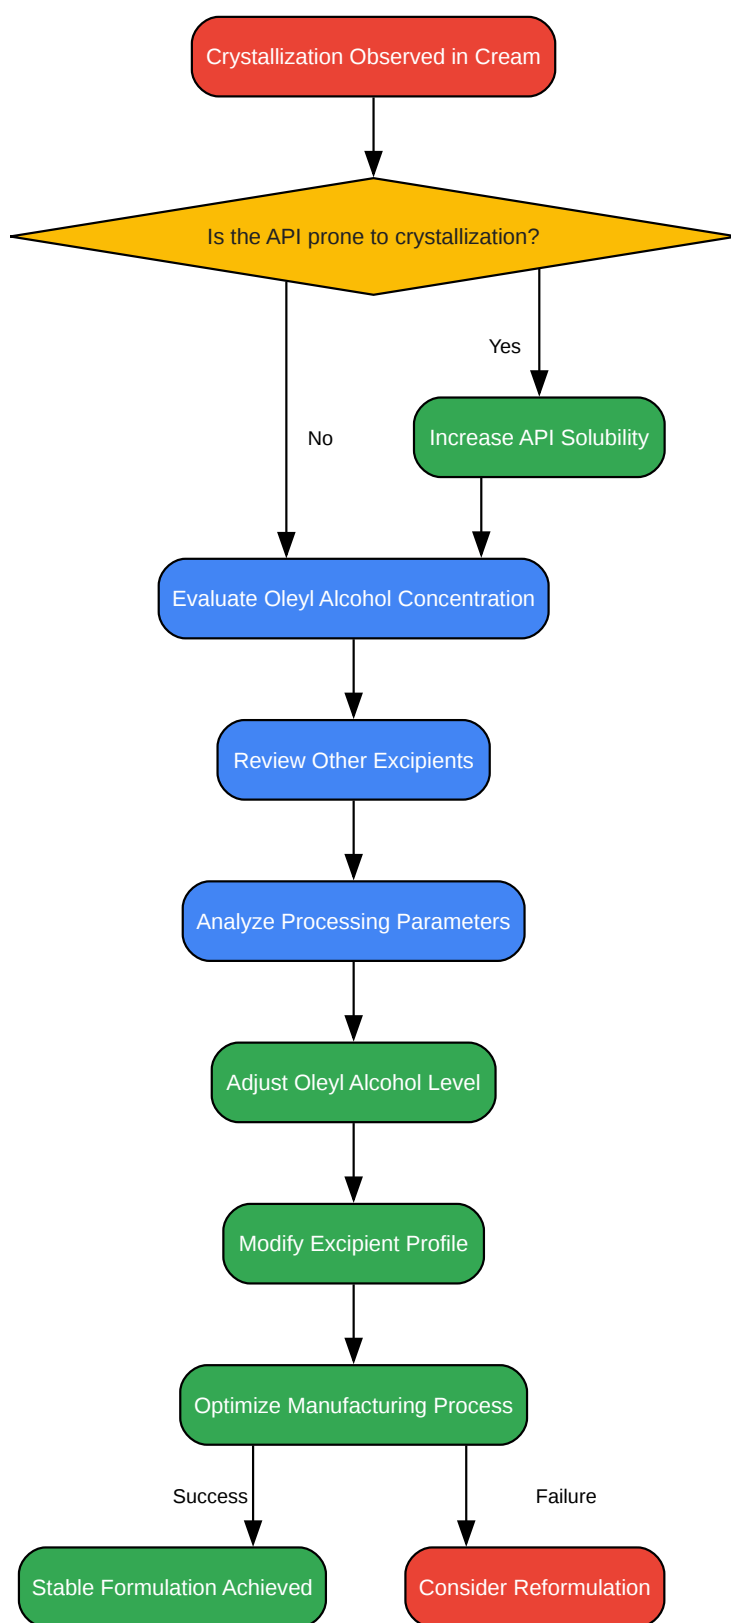 Crystallization Observed in Cream
Is the API prone to crystallization?
Yes
No
Increase API Solubility
Evaluate Oleyl Alcohol Concentration
Review Other Excipients
Analyze Processing Parameters
Adjust Oleyl Alcohol Level
Modify Excipient Profile
Optimize Manufacturing Process
Success
Failure
Stable Formulation Achieved
Consider Reformulation